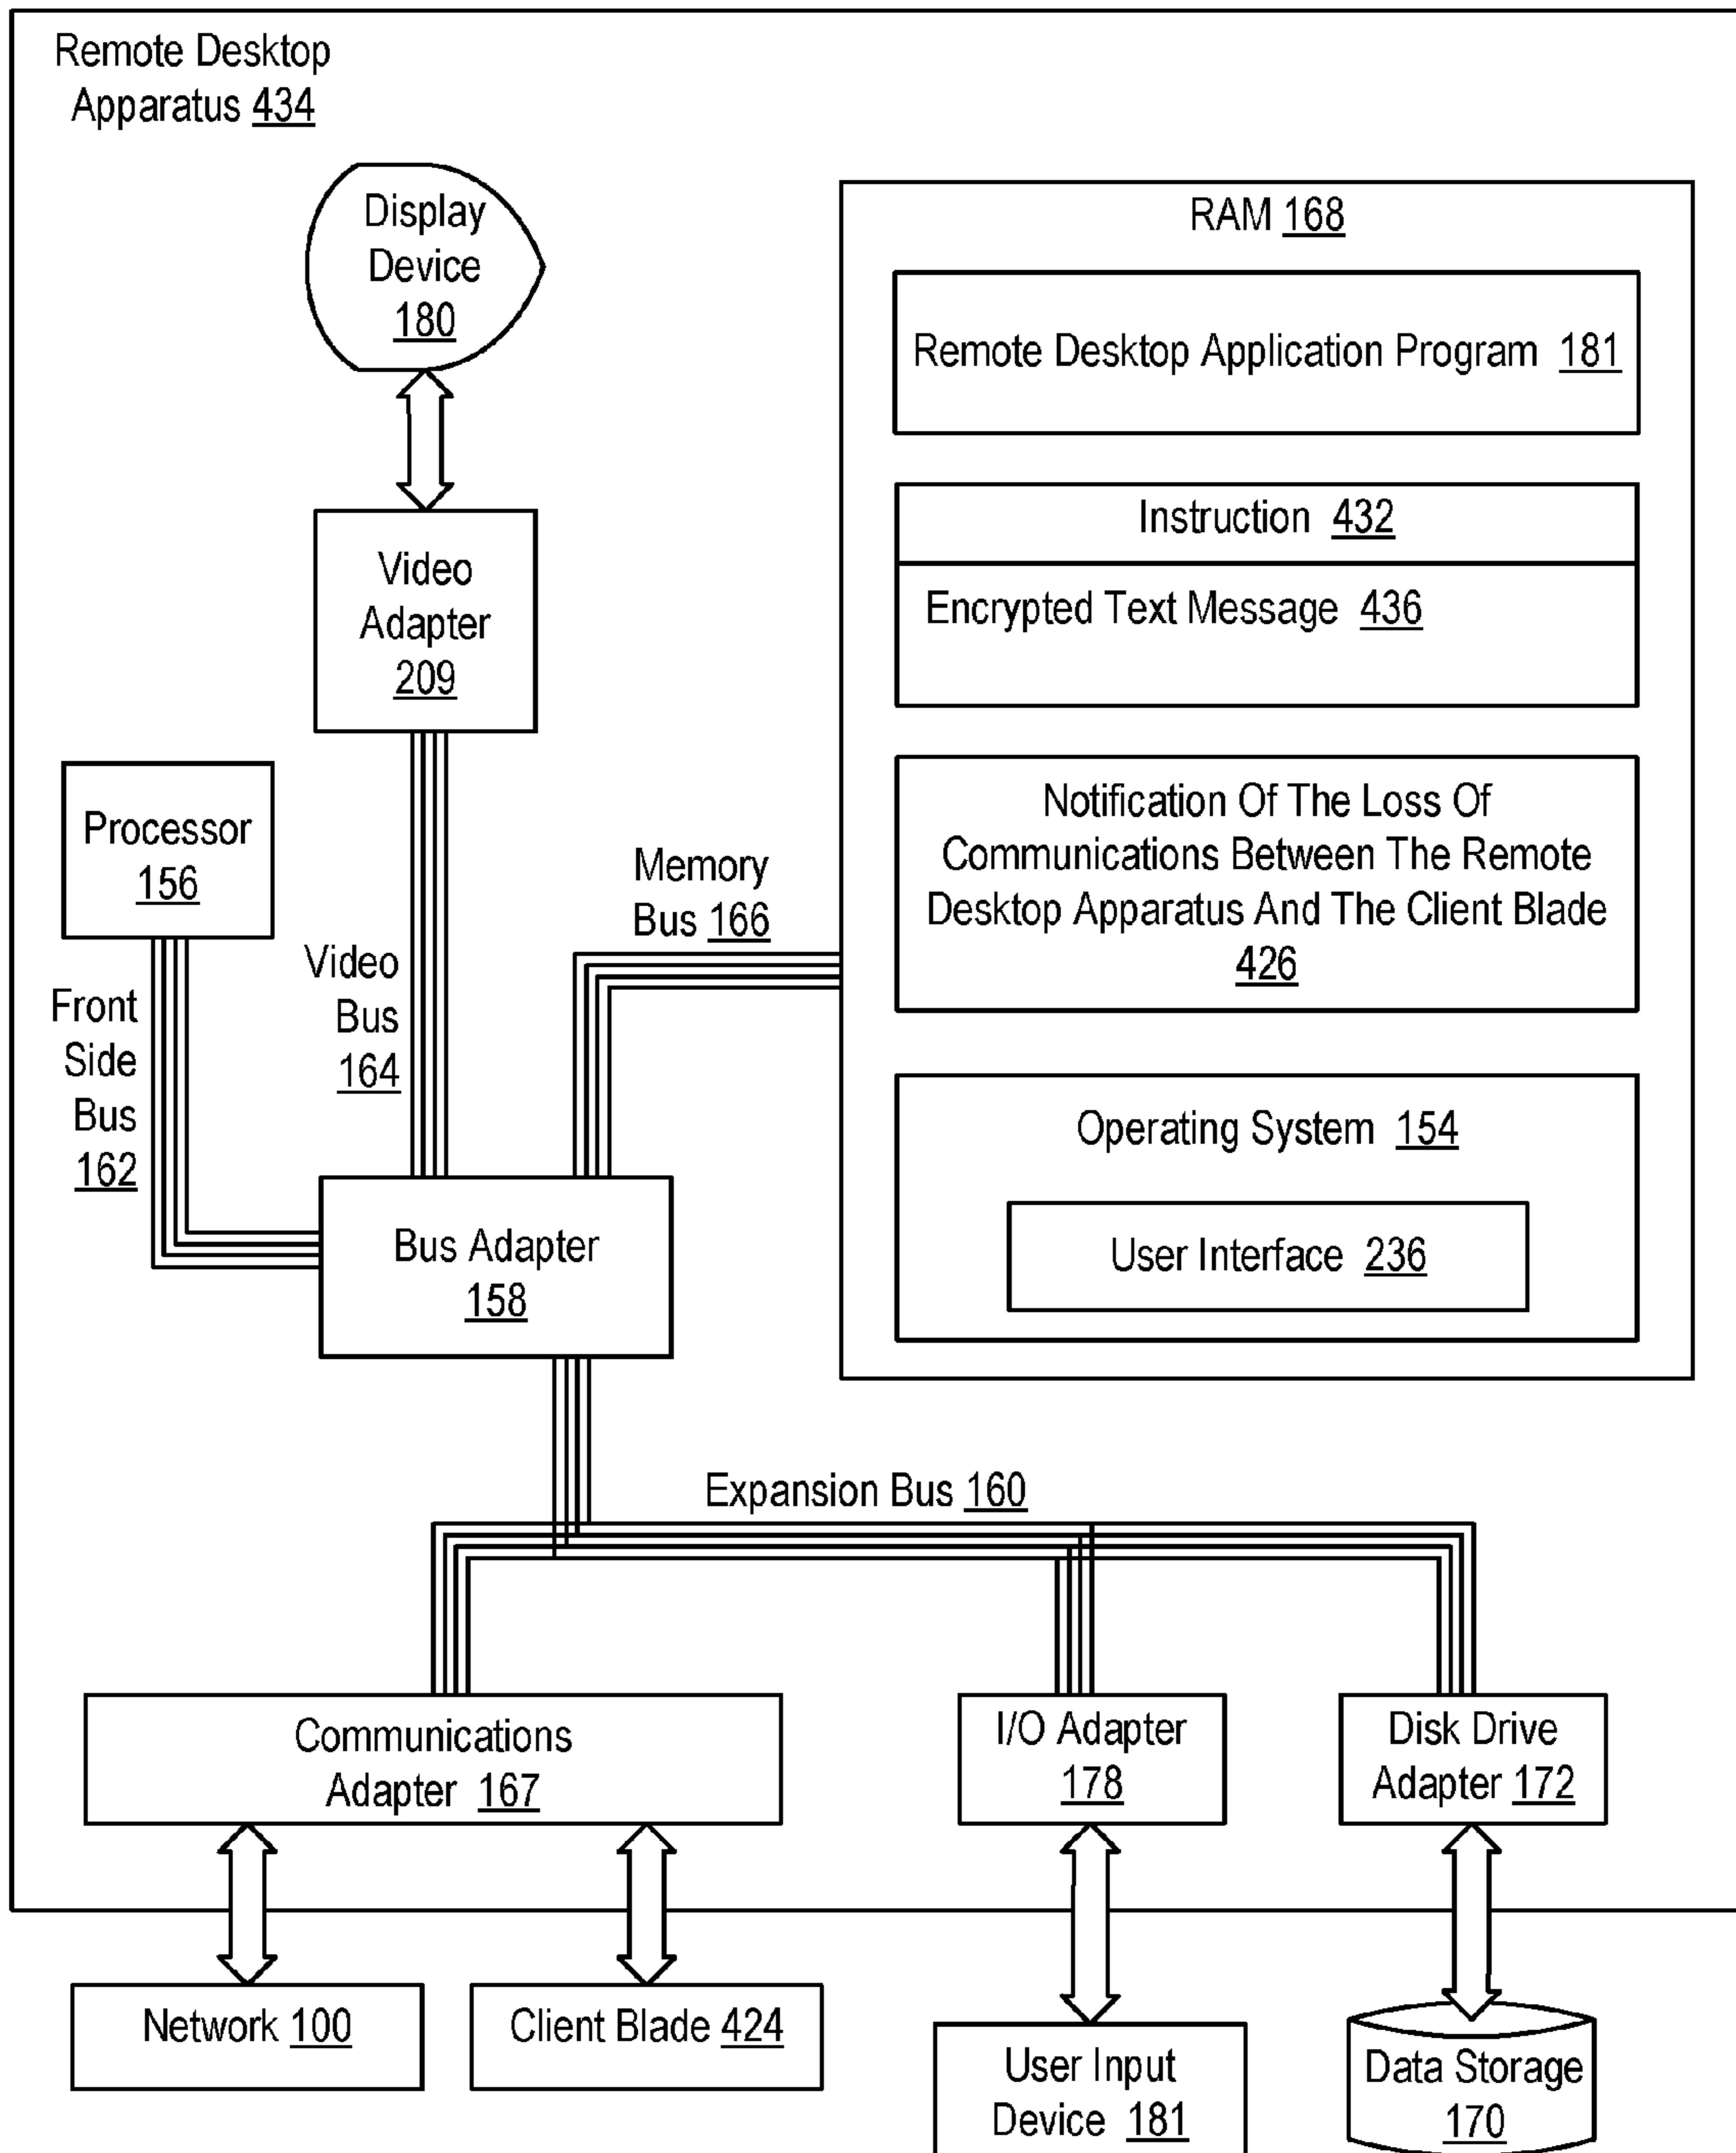 Remote Desktop
Apparatus 434
Display
Device
180
Video
Adapter
209
Processor
156
Front
Side
Bus
162
Video
Bus
164
Memory
Bus 166
Bus Adapter
158
RAM 168
Remote Desktop Application Program 181
Instruction 432
Encrypted Text Message 436
Notification Of The Loss Of
Communications Between The Remote
Desktop Apparatus And The Client Blade
426
Operating System 154
User Interface 236
Expansion Bus 160
Communications
Adapter 167
I/O Adapter
178
Disk Drive
Adapter 172
Network 100
Client Blade 424
User Input
Device 181
Data Storage
170